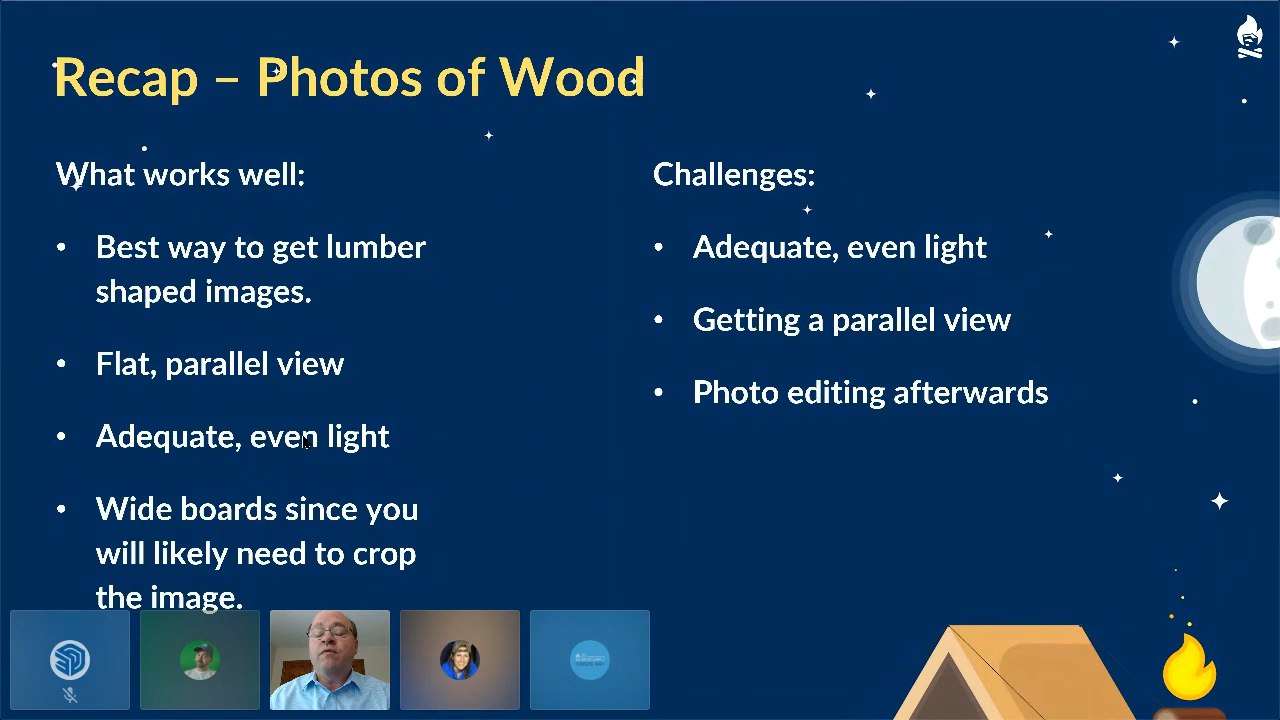 Recap – Photos of Wood
What works well:
• Best way to get lumber
shaped images.
• Flat, parallel view
• Adequate, even light
• Wide boards since you
will likely need to crop
the image.
Challenges:
• Adequate, even light
• Getting a parallel view
• Photo editing afterwards